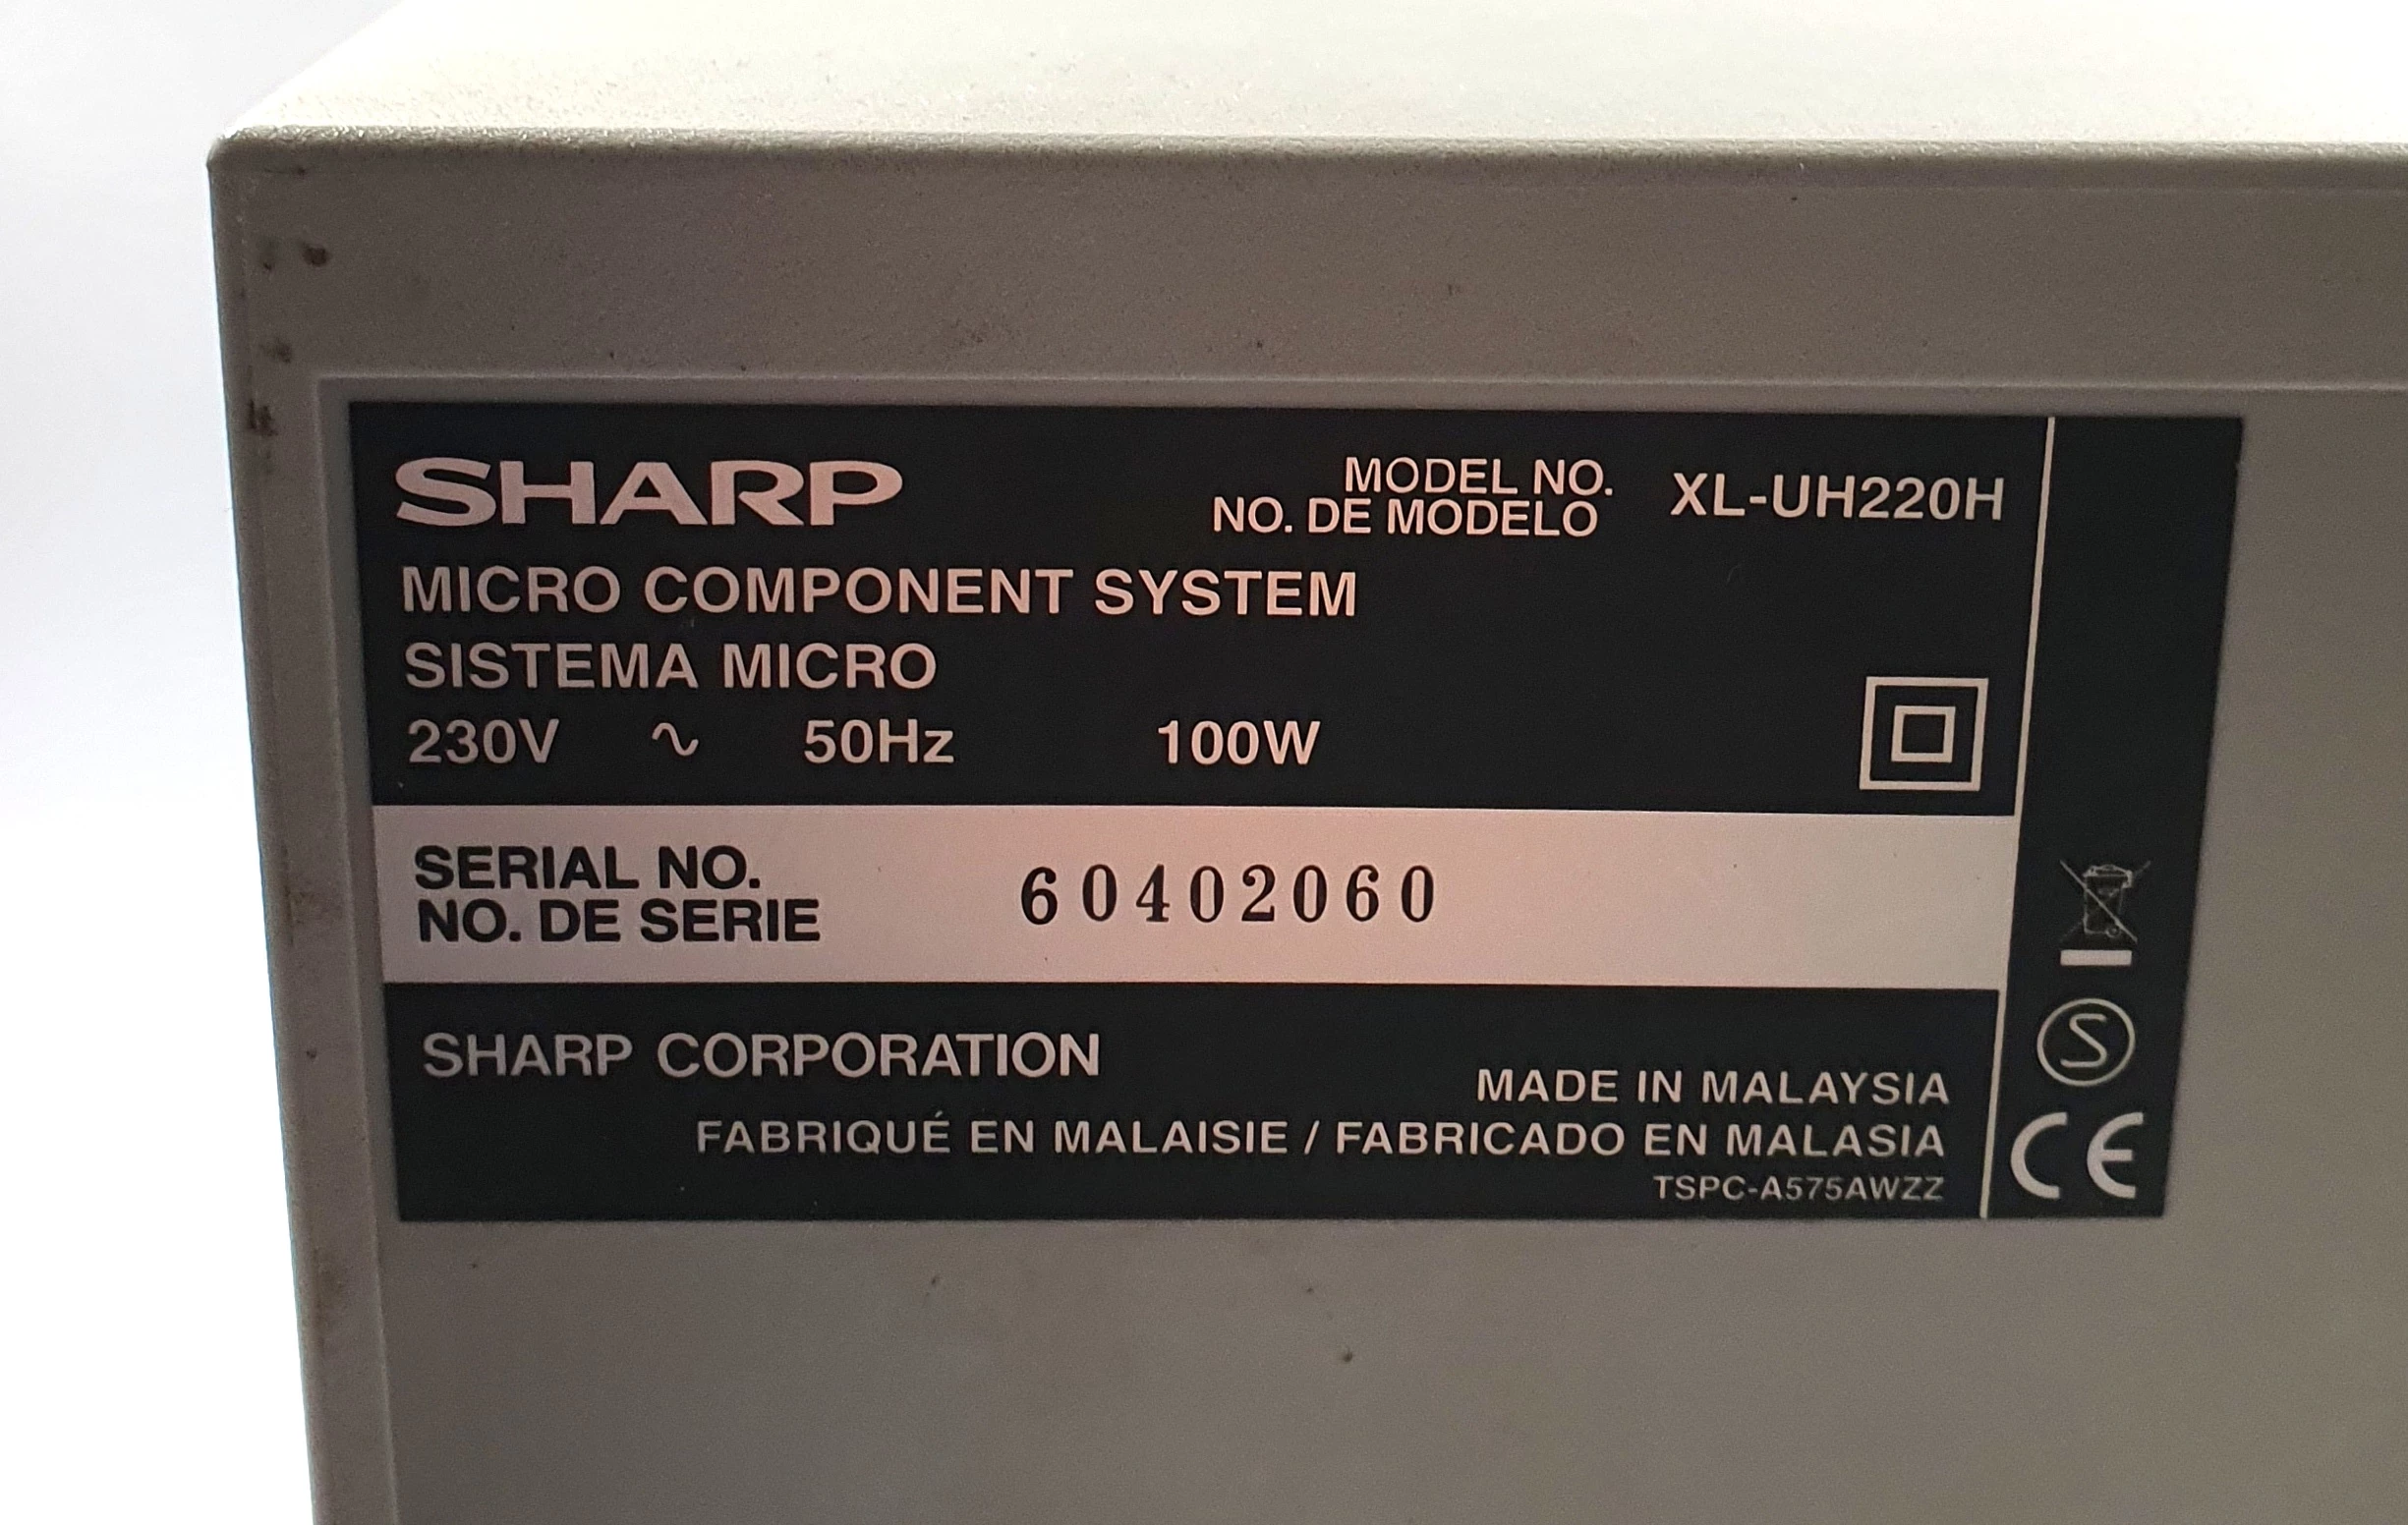 SHARP
MODEL NO.
NO. DE MODELO
XL-UH220H
MICRO COMPONENT SYSTEM
SISTEMA MICRO
230V ~ 50Hz 100W
SERIAL NO.
NO. DE SERIE
60402060
SHARP CORPORATION
MADE IN MALAYSIA
FABRIQUÉ EN MALAISIE / FABRICADO EN MALASIA
TSPC-A575AWZZ
S
CE